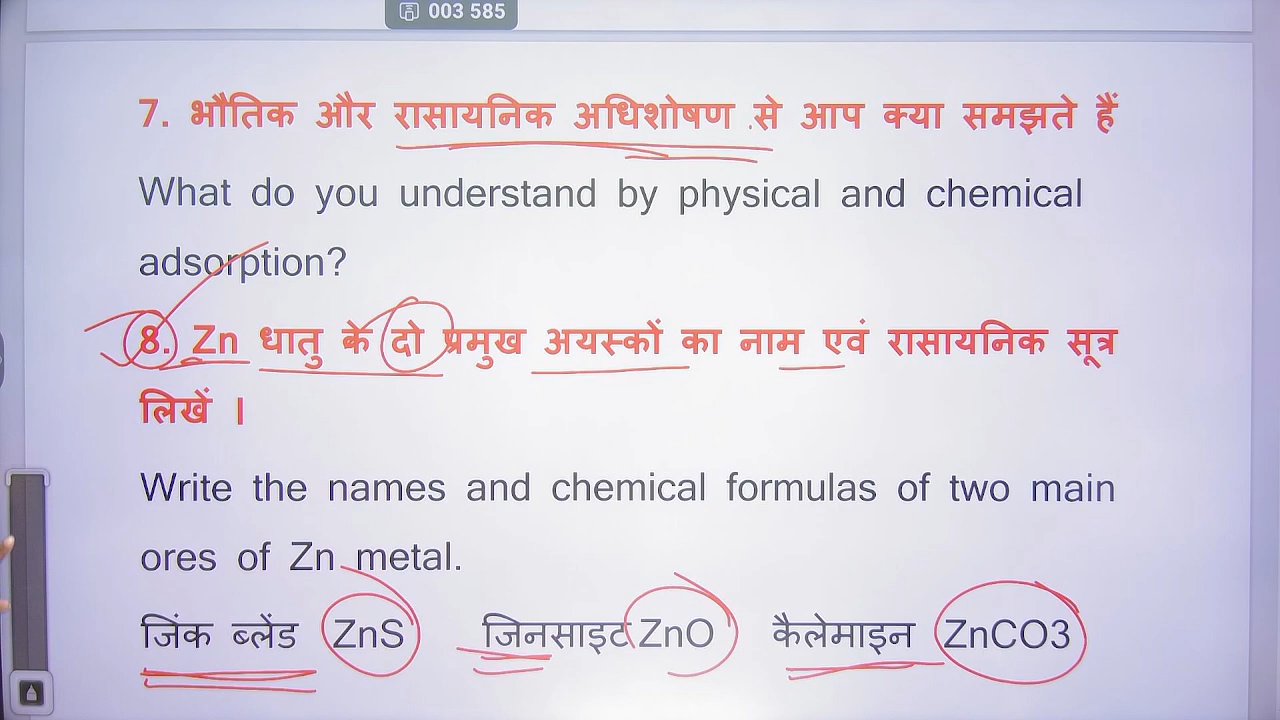 003 585
7. भौतिक और रासायनिक अधिशोषण से आप क्या समझते हैं
What do you understand by physical and chemical
adsorption?
8. Zn धातु के दो प्रमुख अयस्कों का नाम एवं रासायनिक सूत्र
लिखें ।
Write the names and chemical formulas of two main
ores of Zn metal.
जिंक ब्लेंड ZnS जिनसाइट ZnO कैलेमाइन ZnCO3